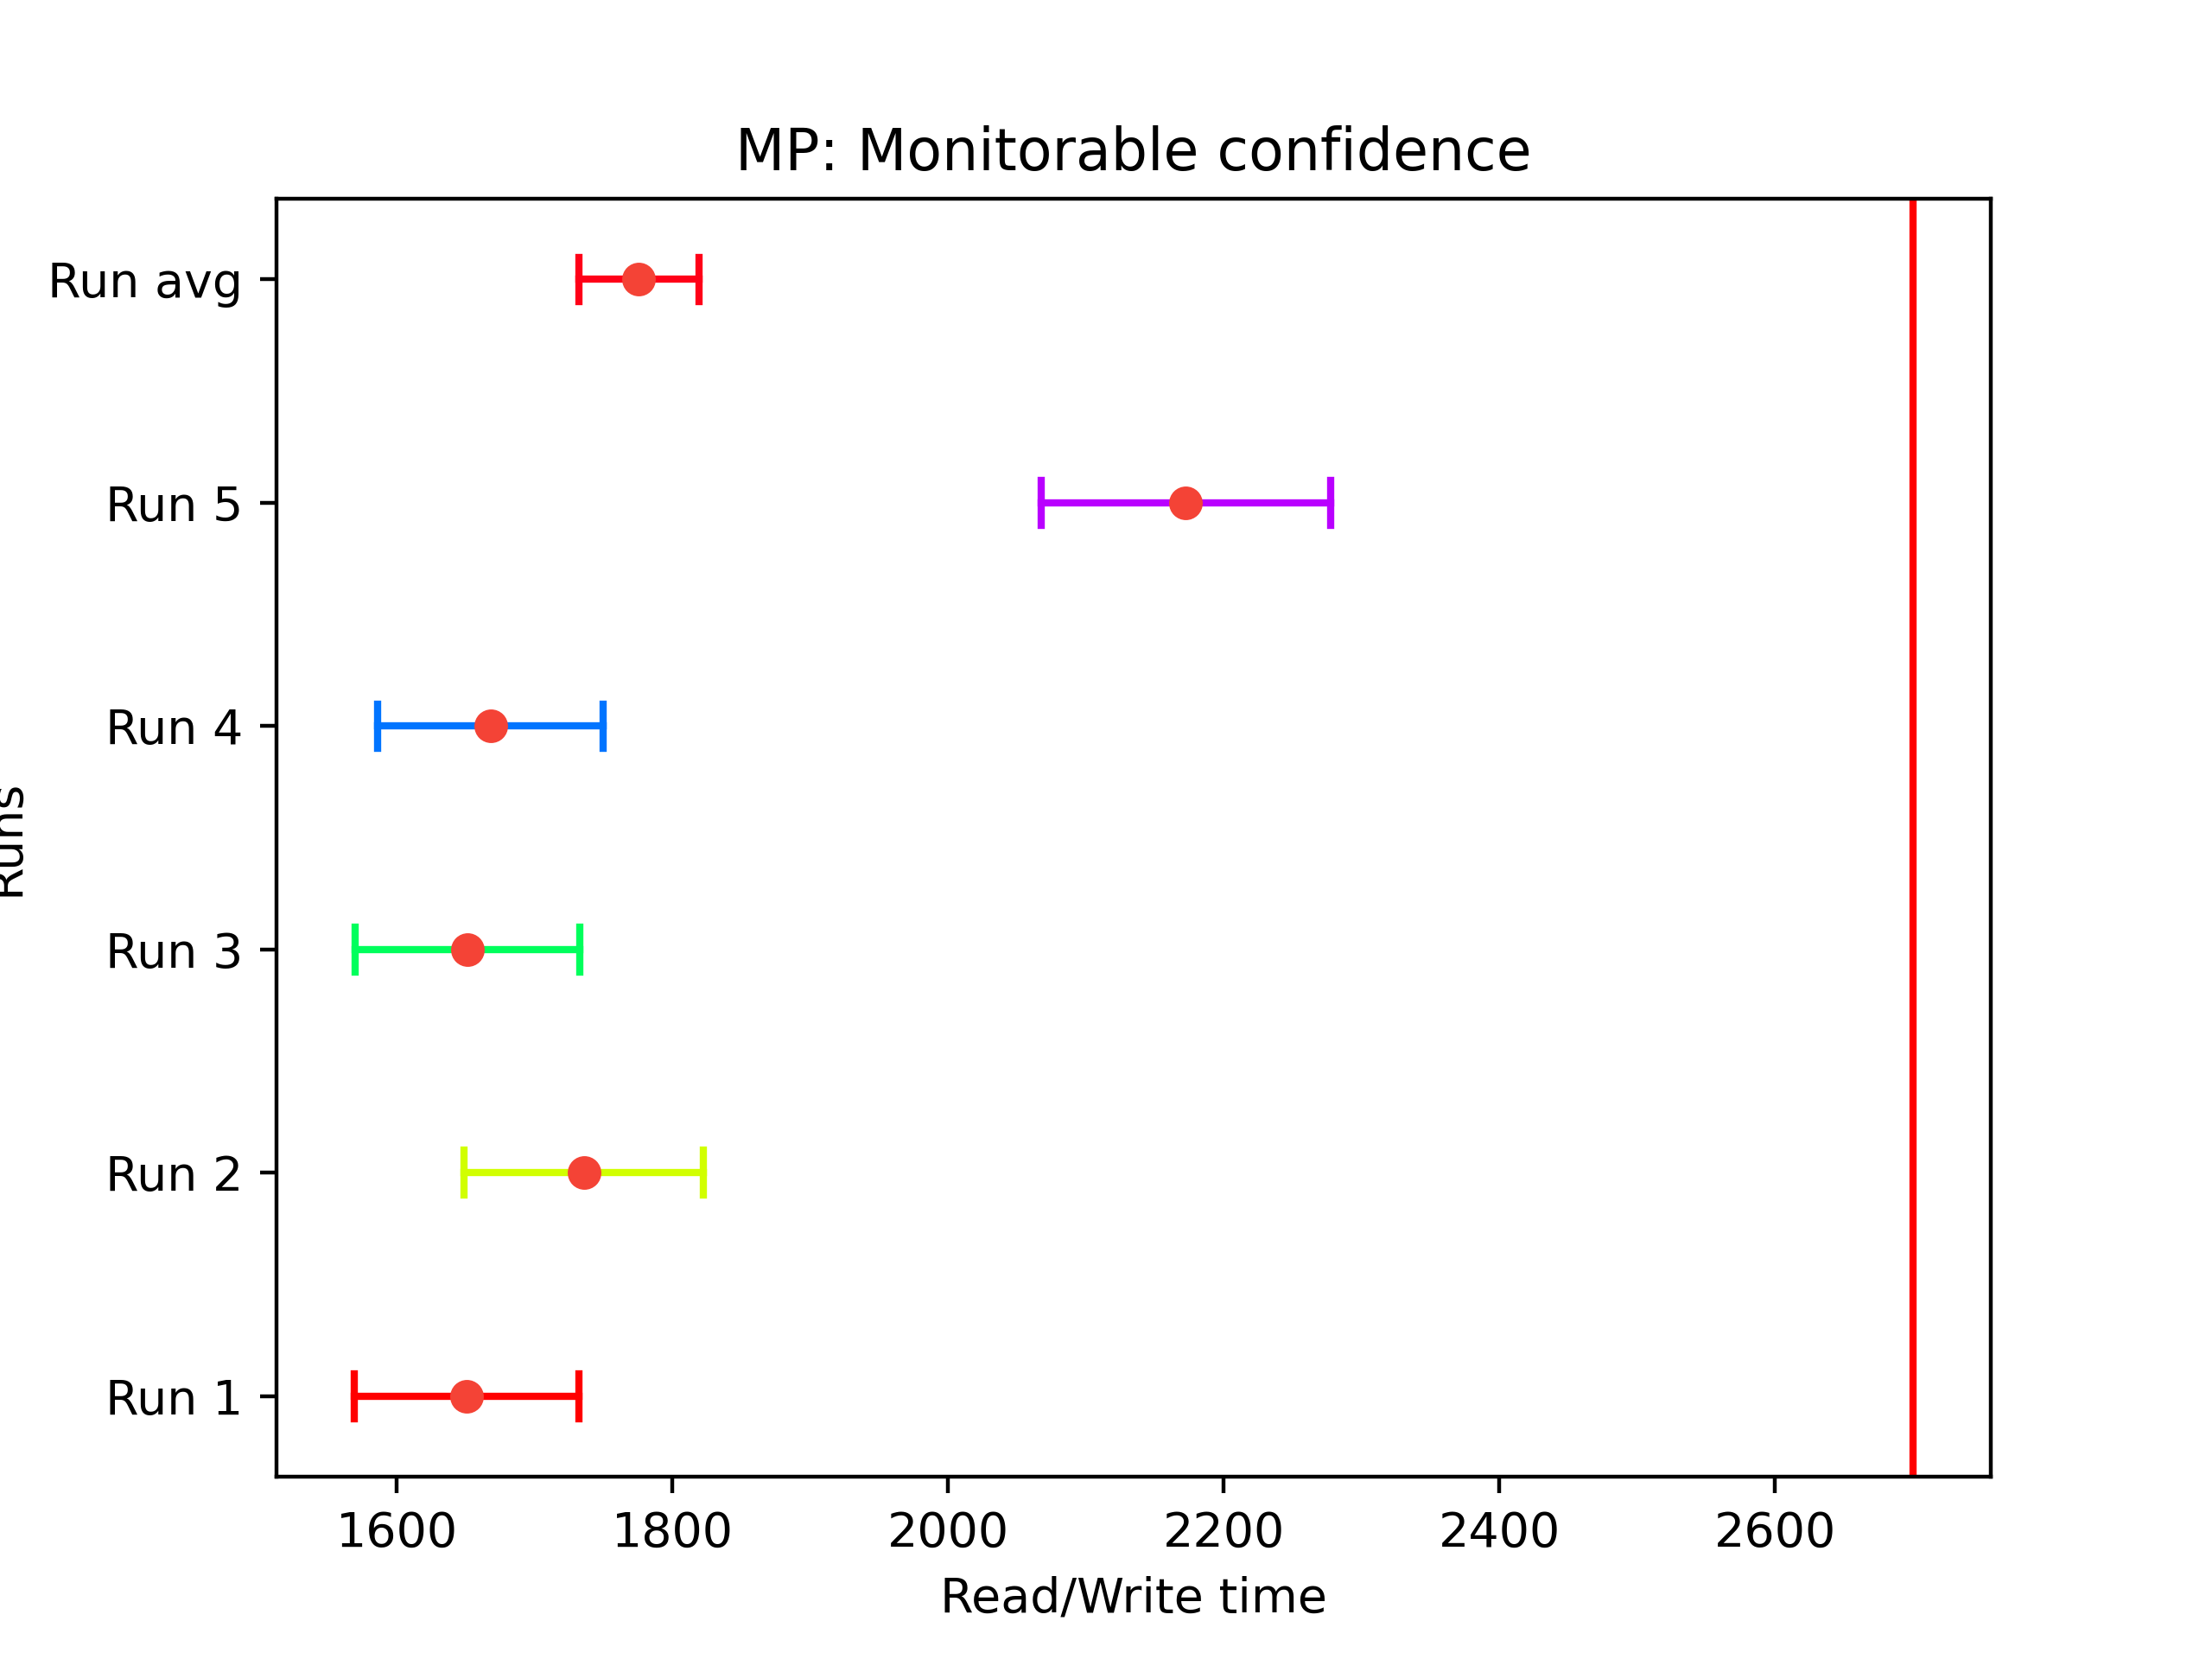 MP: Monitorable confidence
Run avg
Run 5
Run 4
Run 3
Run 2
Run 1
Runs
1600 1800 2000 2200 2400 2600
Read/Write time